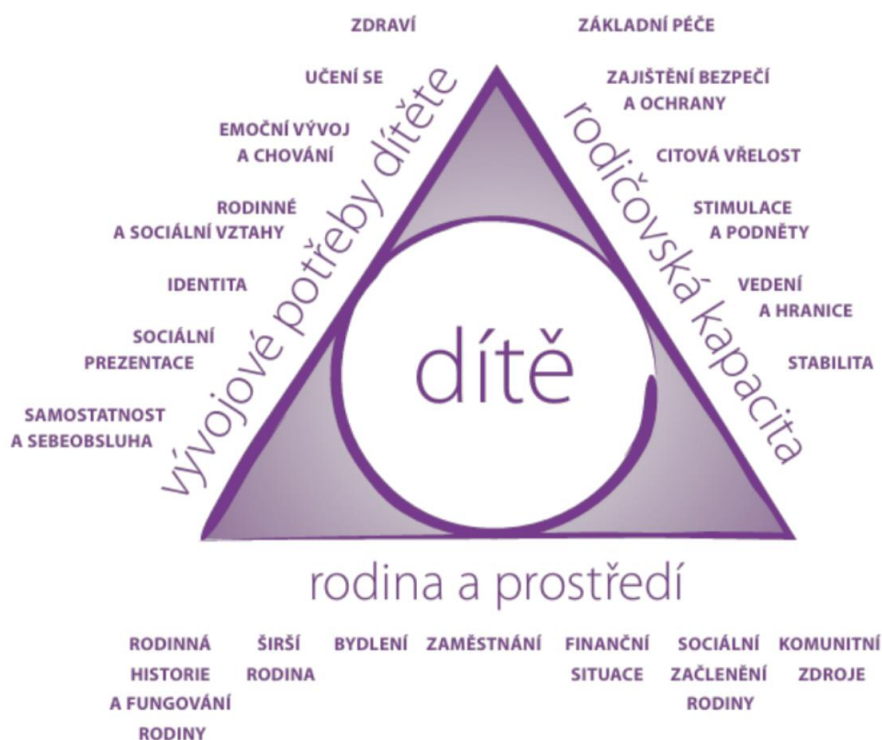 ZDRAVÍ
UČENÍ SE
EMOČNÍ VÝVOJ
A CHOVÁNÍ
RODINNÉ
A SOCIÁLNÍ VZTAHY
IDENTITA
SOCIÁLNÍ
PREZENTACE
SAMOSTATNOST
A SEBEOBSLUHA
vývojové potřeby dítěte
dítě
rodičovská kapacita
ZÁKLADNÍ PÉČE
ZAJIŠTĚNÍ BEZPEČÍ
A OCHRANY
CITOVÁ VŘELOST
STIMULACE
A PODNĚTY
VEDENÍ
A HRANICE
STABILITA
rodina a prostředí
RODINNÁ
HISTORIE
A FUNGOVÁNÍ
RODINY
ŠIRŠÍ
RODINA
BYDLENÍ
ZAMĚSTNÁNÍ
FINANČNÍ
SITUACE
SOCIÁLNÍ
ZAČLENĚNÍ
RODINY
KOMUNITNÍ
ZDROJE